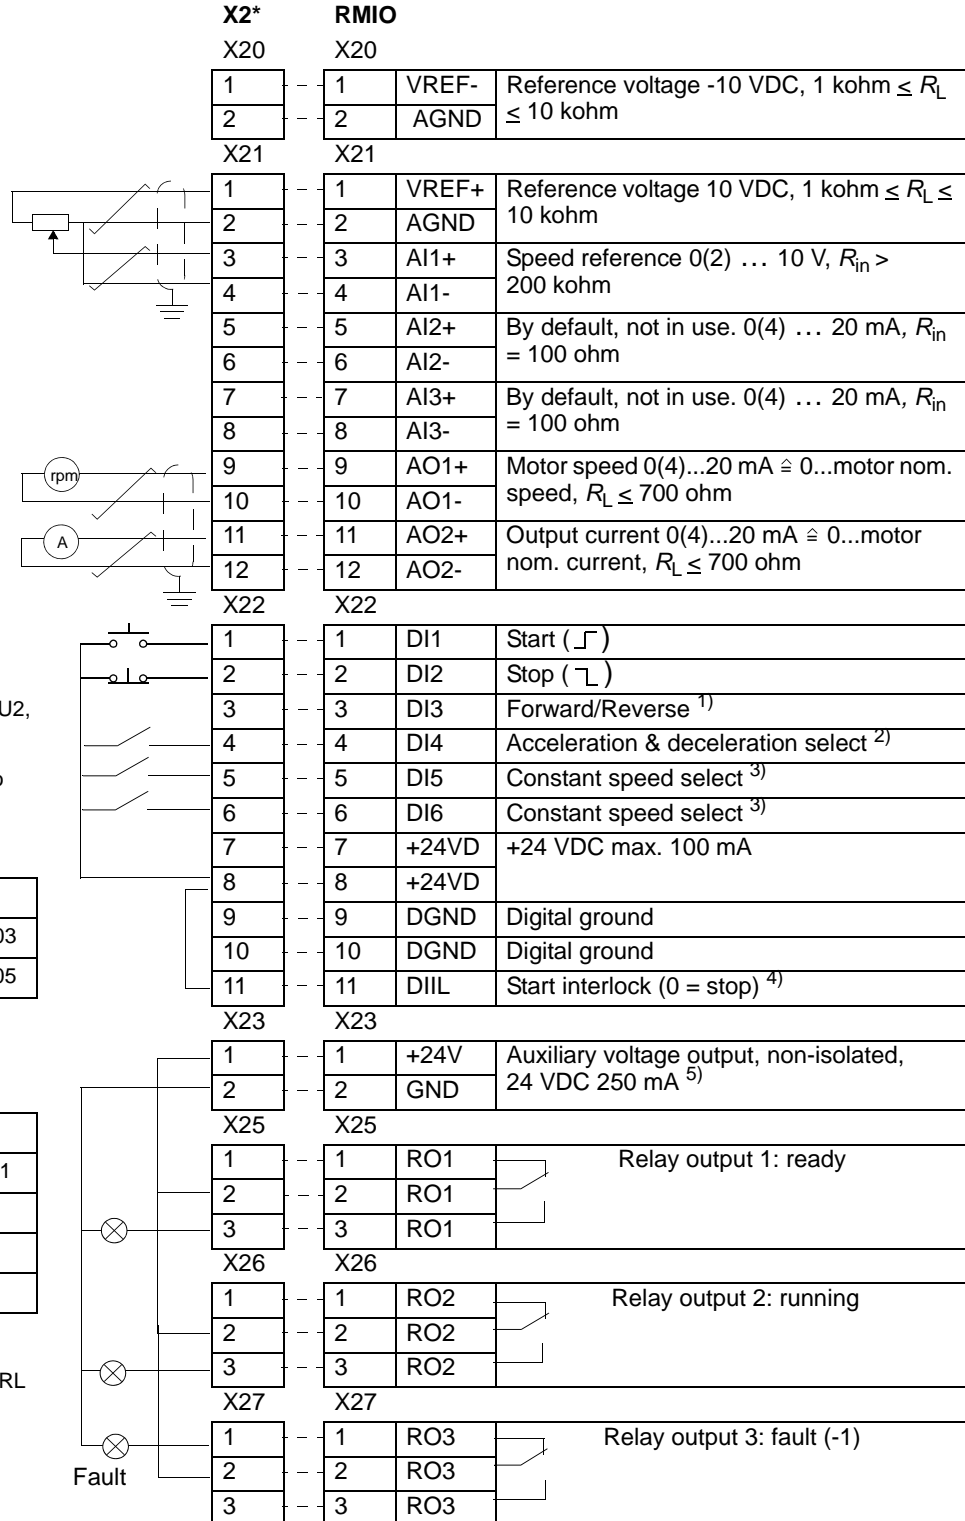 X2* RMIO
X20 X20
1 1 VREF- Reference voltage -10 VDC, 1 kohm ≤ RL
2 2 AGND ≤ 10 kohm
X21 X21
1 1 VREF+ Reference voltage 10 VDC, 1 kohm ≤ RL ≤
2 2 AGND 10 kohm
3 3 AI1+ Speed reference 0(2) ... 10 V, Rin >
4 4 AI1- 200 kohm
5 5 AI2+ By default, not in use. 0(4) ... 20 mA, Rin
6 6 AI2- = 100 ohm
7 7 AI3+ By default, not in use. 0(4) ... 20 mA, Rin
8 8 AI3- = 100 ohm
rpm 9 9 AO1+ Motor speed 0(4)...20 mA ≙ 0...motor nom.
10 10 AO1- speed, RL ≤ 700 ohm
A 11 11 AO2+ Output current 0(4)...20 mA ≙ 0...motor
12 12 AO2- nom. current, RL ≤ 700 ohm
X22 X22
1 1 DI1 Start ( )
2 2 DI2 Stop ( )
U2, 3 3 DI3 Forward/Reverse 1)
4 4 DI4 Acceleration & deceleration select 2)
5 5 DI5 Constant speed select 3)
6 6 DI6 Constant speed select 3)
7 7 +24VD +24 VDC max. 100 mA
8 8 +24VD
03 9 9 DGND Digital ground
10 10 DGND Digital ground
05 11 11 DIIL Start interlock (0 = stop) 4)
X23 X23
1 1 +24V Auxiliary voltage output, non-isolated,
2 2 GND 24 VDC 250 mA 5)
X25 X25
1 1 1 RO1 Relay output 1: ready
2 2 RO1
3 3 RO1
X26 X26
1 1 RO2 Relay output 2: running
2 2 RO2
3 3 RO2
RL
X27 X27
1 1 RO3 Relay output 3: fault (-1)
Fault 2 2 RO3
3 3 RO3